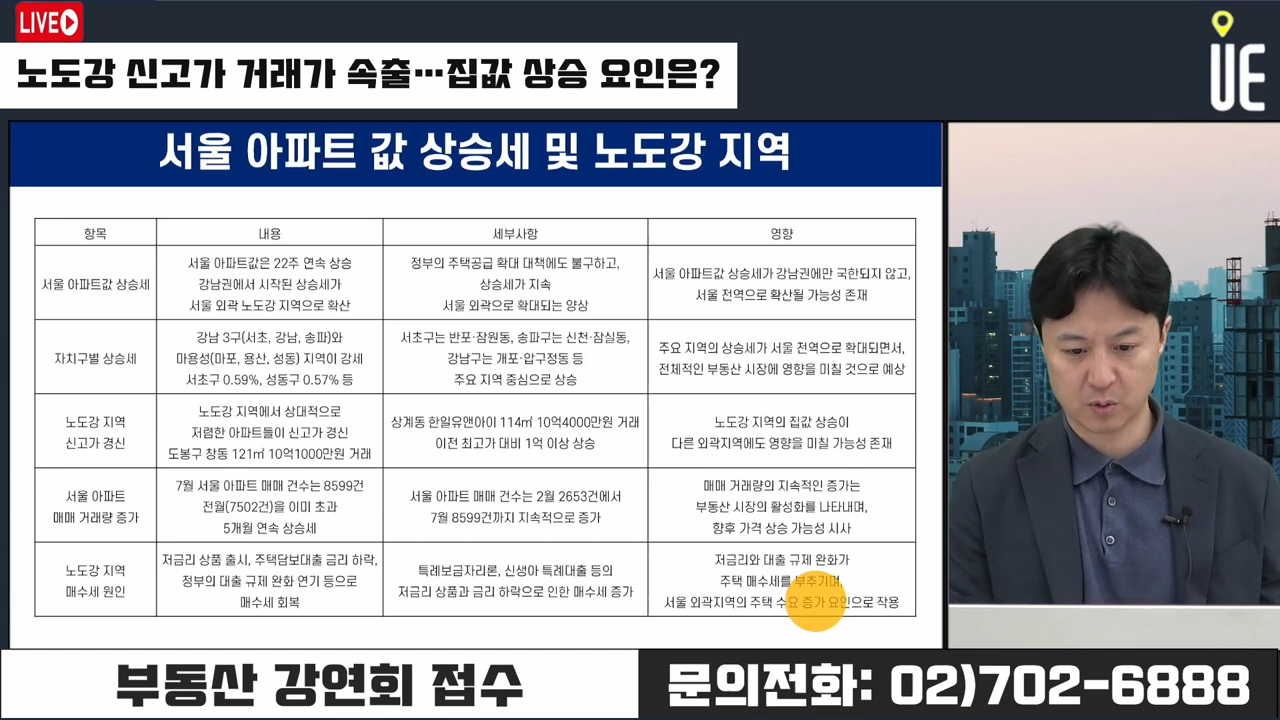 LIVE
노도강 신고가 거래가 속출…집값 상승 요인은?
UE
서울 아파트 값 상승세 및 노도강 지역
항목 내용 세부사항 영향
서울 아파트값 상승세
서울 아파트값은 22주 연속 상승
강남권에서 시작된 상승세가
서울 외곽 노도강 지역으로 확산
정부의 주택공급 확대 대책에도 불구하고,
상승세가 지속
서울 외곽으로 확대되는 양상
서울 아파트값 상승세가 강남권에만 국한되지 않고,
서울 전역으로 확산될 가능성 존재
자치구별 상승세
강남 3구(서초, 강남, 송파)와
마용성(마포, 용산, 성동) 지역이 강세
서초구 0.59%, 성동구 0.57% 등
서초구는 반포·잠원동, 송파구는 신천·잠실동,
강남구는 개포·압구정동 등
주요 지역 중심으로 상승
주요 지역의 상승세가 서울 전역으로 확대되면서,
전체적인 부동산 시장에 영향을 미칠 것으로 예상
노도강 지역
신고가 경신
노도강 지역에서 상대적으로
저렴한 아파트들이 신고가 경신
도봉구 창동 121㎡ 10억1000만원 거래
상계동 한일유앤아이 114㎡ 10억4000만원 거래
이전 최고가 대비 1억 이상 상승
노도강 지역의 집값 상승이
다른 외곽지역에도 영향을 미칠 가능성 존재
서울 아파트
매매 거래량 증가
7월 서울 아파트 매매 건수는 8599건
전월(7502건)을 이미 초과
5개월 연속 상승세
서울 아파트 매매 건수는 2월 2653건에서
7월 8599건까지 지속적으로 증가
매매 거래량의 지속적인 증가는
부동산 시장의 활성화를 나타내며,
향후 가격 상승 가능성 시사
노도강 지역
매수세 원인
저금리 상품 출시, 주택담보대출 금리 하락,
정부의 대출 규제 완화 연기 등으로
매수세 회복
특례보금자리론, 신생아 특례대출 등의
저금리 상품과 금리 하락으로 인한 매수세 증가
저금리와 대출 규제 완화가
주택 매수세를 부추기며,
서울 외곽지역의 주택 수요 증가 요인으로 작용
부동산 강연회 접수
문의전화: 02)702-6888